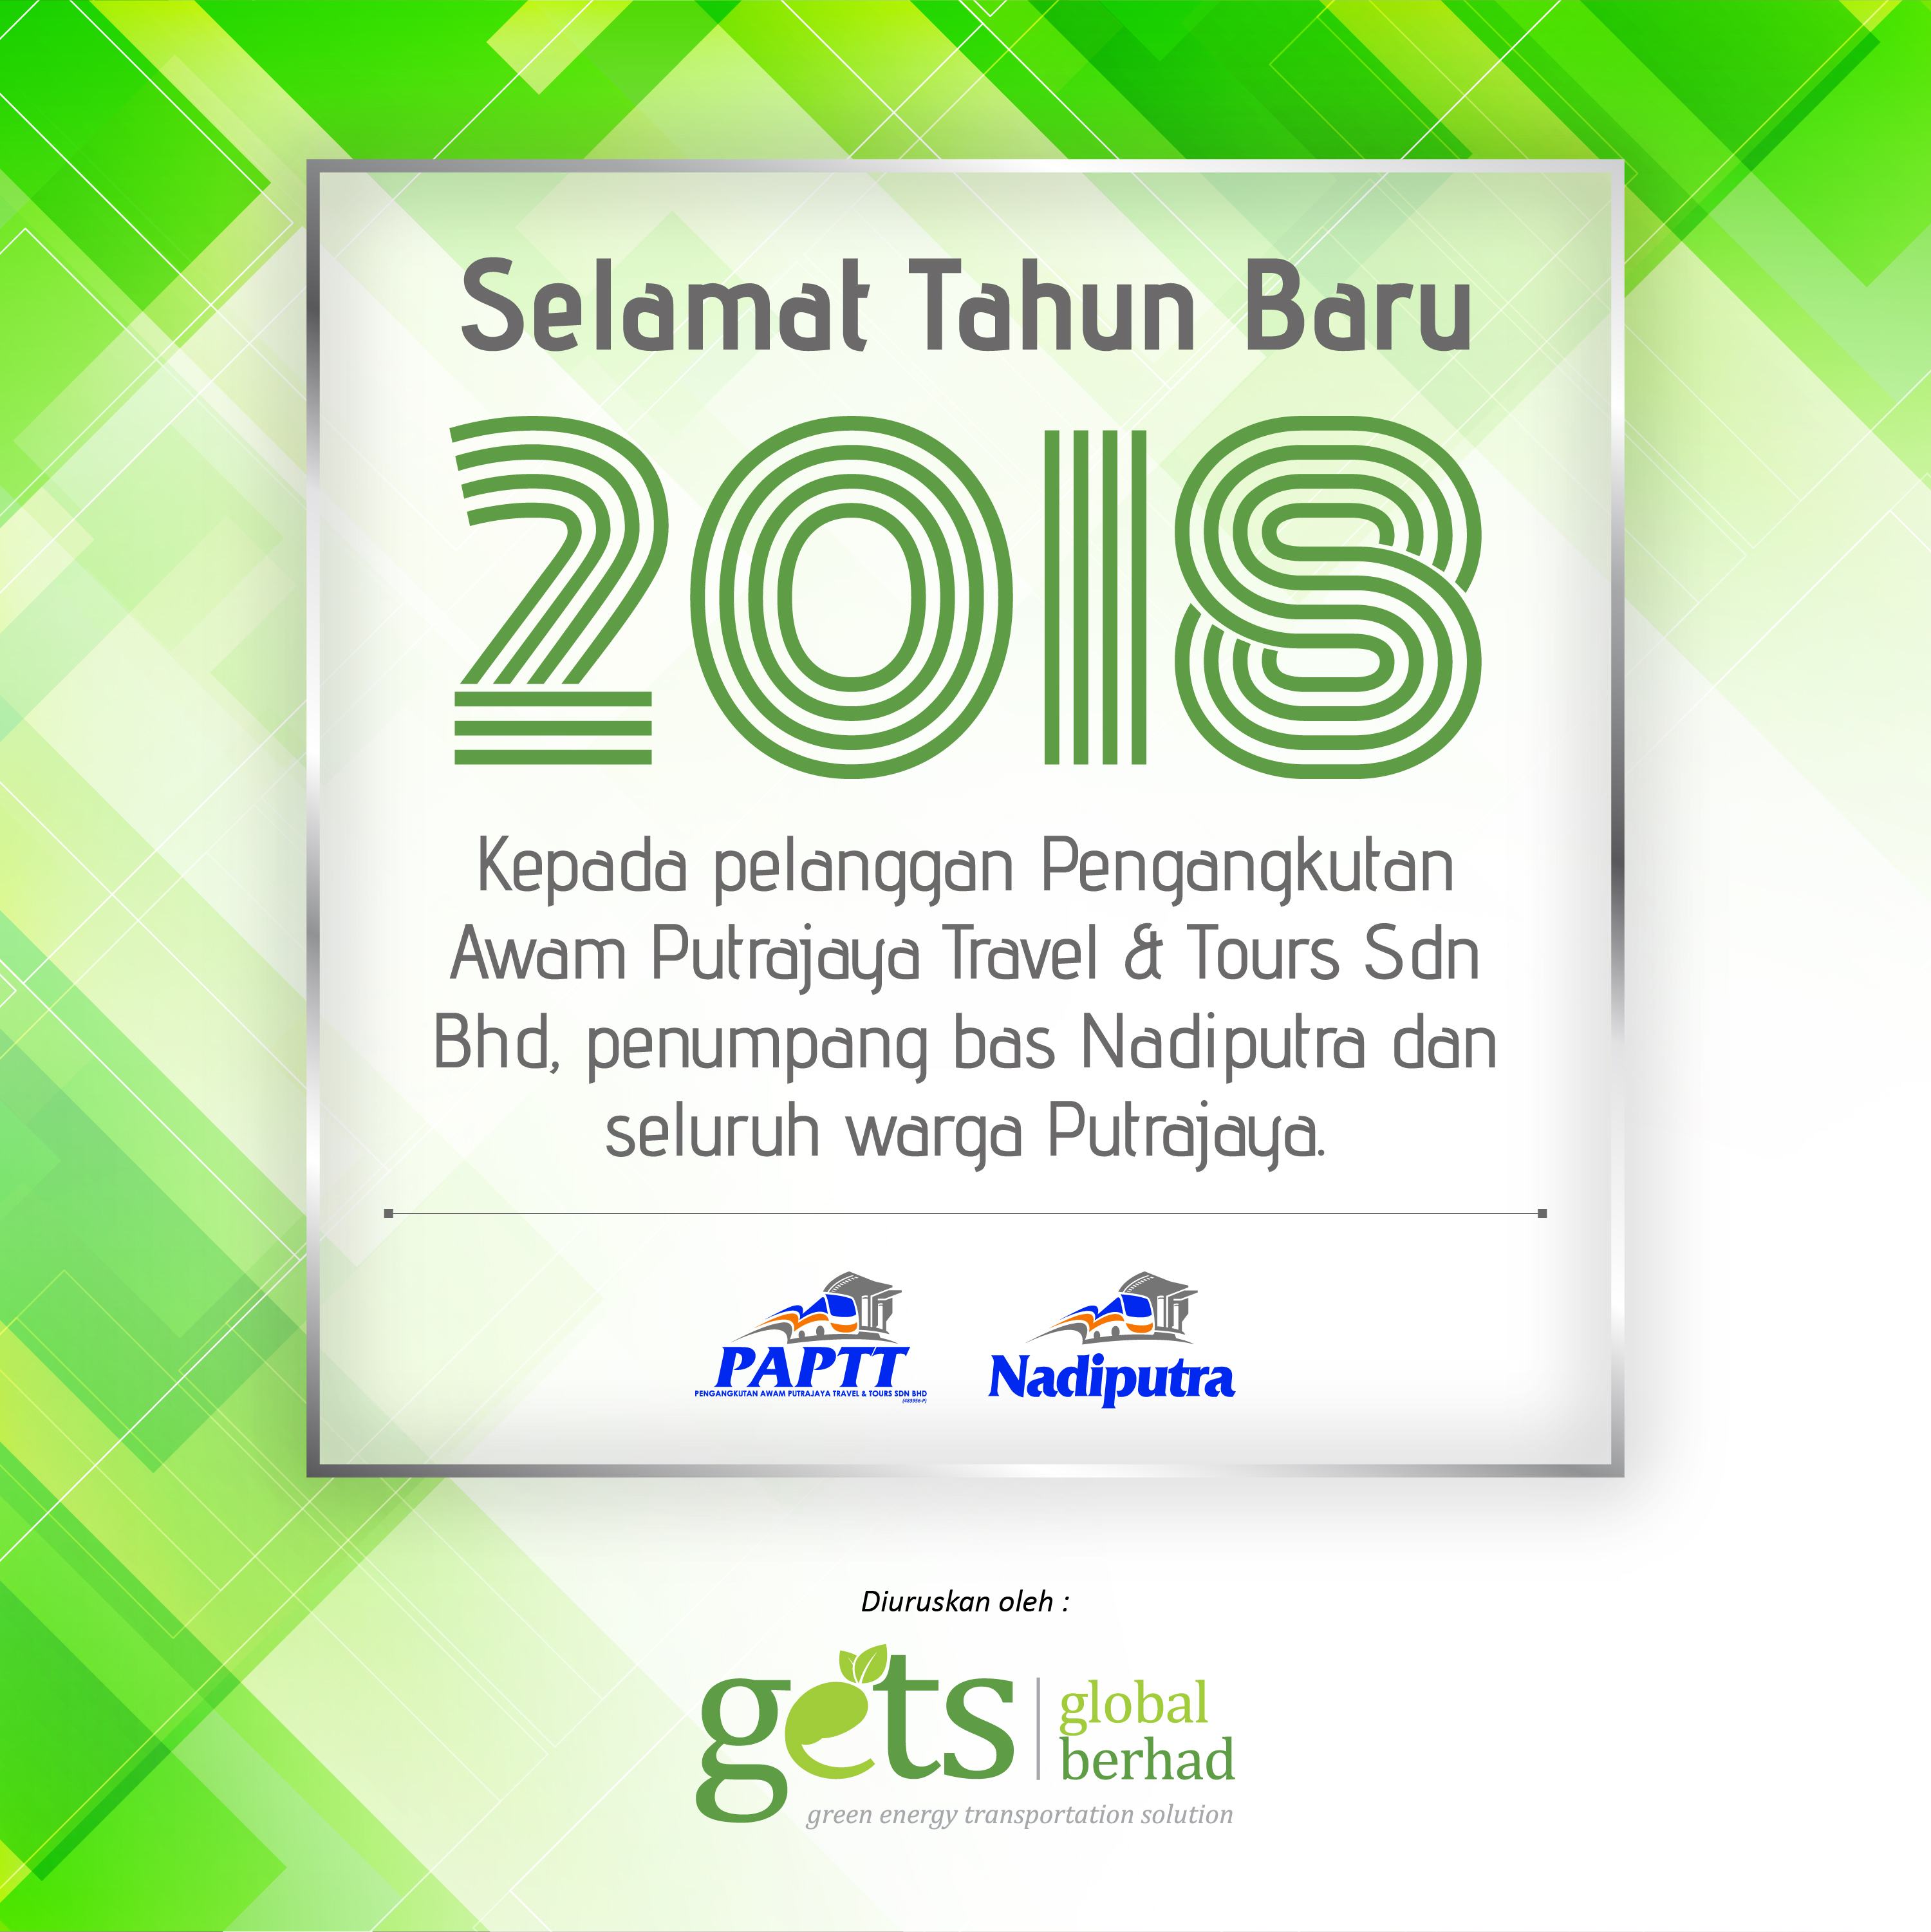 Selamat Tahun Baru
2018
Kepada pelanggan Pengangkutan
Awam Putrajaya Travel & Tours Sdn
Bhd, penumpang bas Nadiputra dan
seluruh warga Putrajaya.
PAPTT
PENGANGKUTAN AWAM PUTRAJAYA TRAVEL & TOURS SDN BHD
(483956-P)
Nadiputra
Diuruskan oleh :
gets
global
berhad
green energy transportation solution